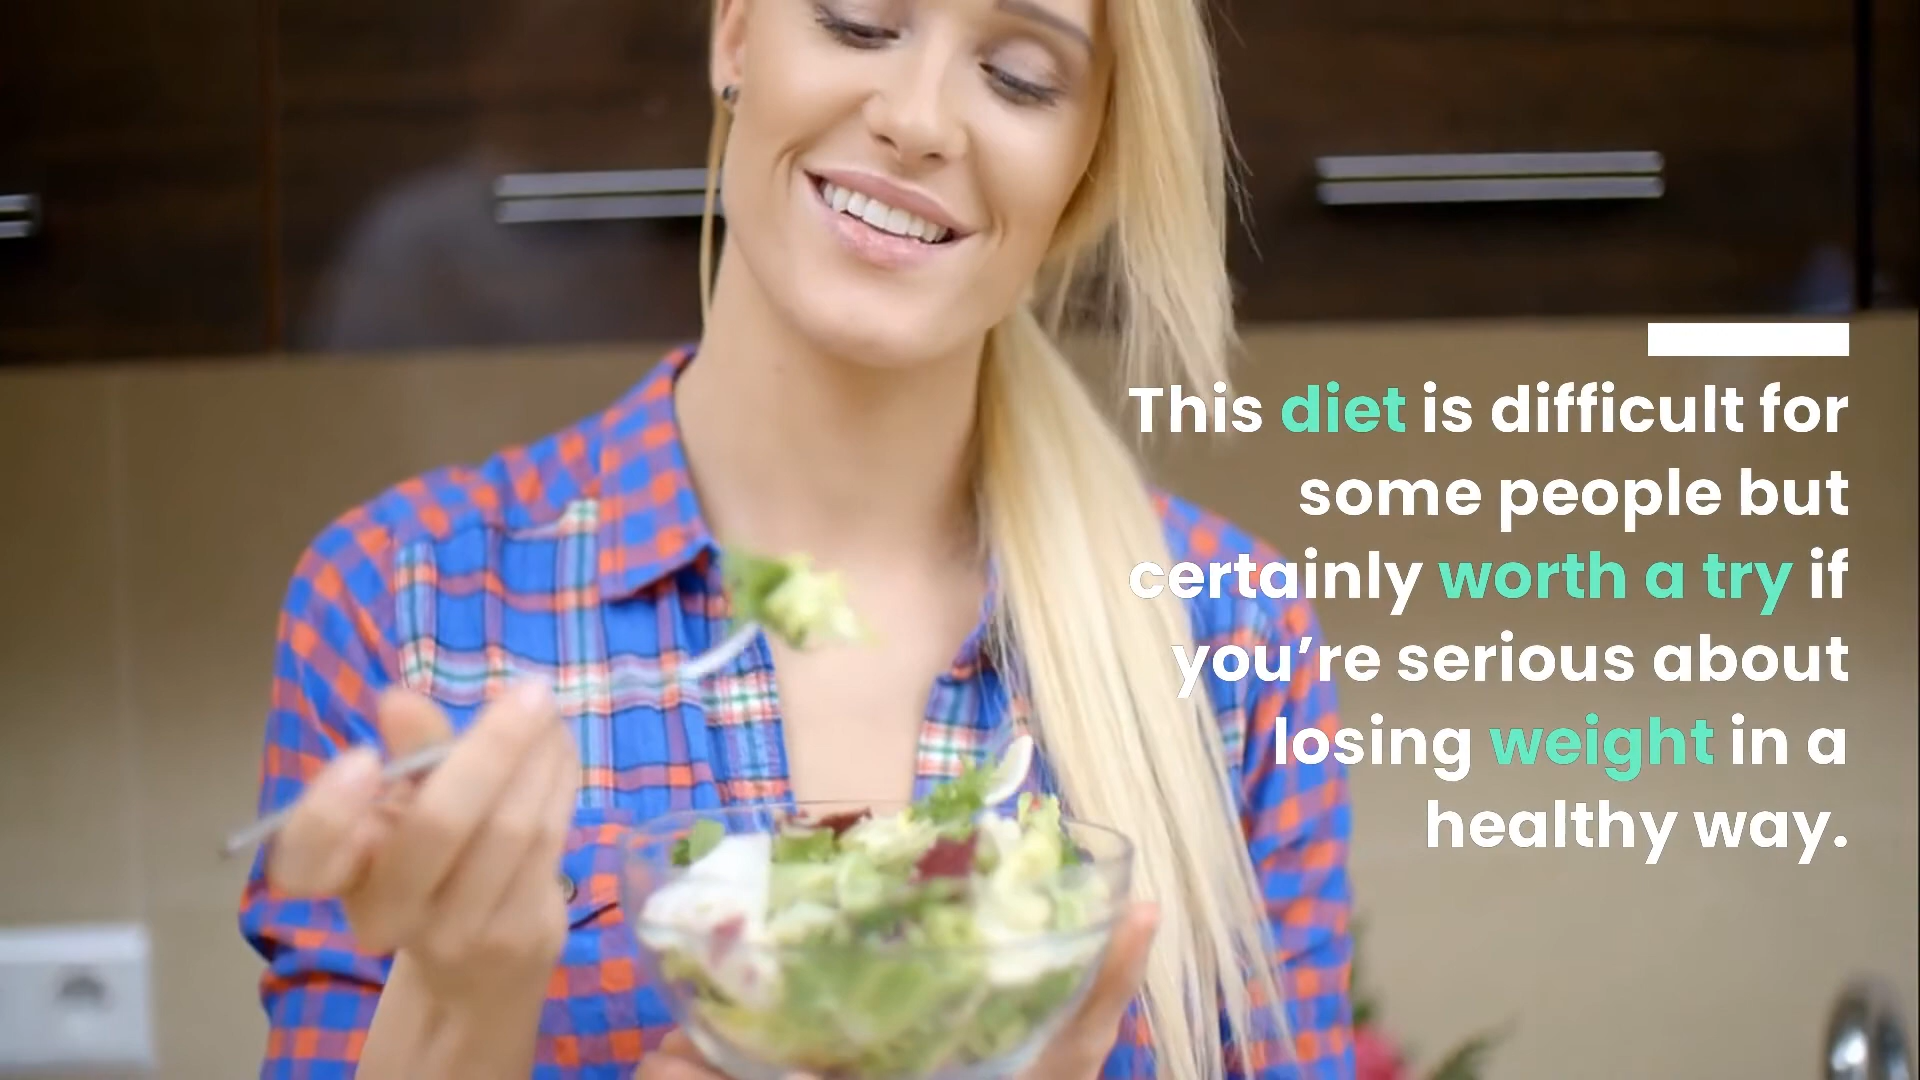 This diet is difficult for
some people but
certainly worth a try if
you’re serious about
losing weight in a
healthy way.